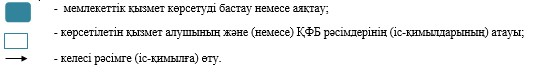 - мемлекеттік қызмет көрсетуді бастау немесе аяқтау;
- көрсетілетін қызмет алушының және (немесе) ҚФБ рәсімдерінің (іс-қимылдарының) атауы;
- келесі рәсімге (іс-қимылға) өту.